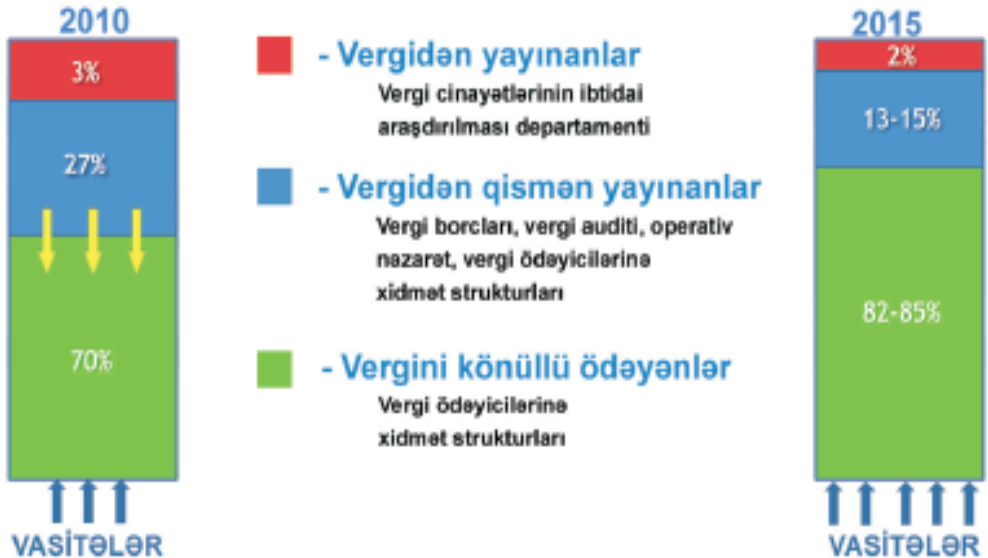 2010
3%
27%
70%
VASİTƏLƏR
- Vergidən yayınanlar
Vergi cinayətlərinin ibtidai
araşdırılması departamenti
- Vergidən qismən yayınanlar
Vergi borcları, vergi auditi, operativ
nəzarət, vergi ödəyicilərinə
xidmət strukturları
- Vergini könüllü ödəyənlər
Vergi ödəyicilərinə
xidmət strukturları
2015
2%
13-15%
82-85%
VASİTƏLƏR